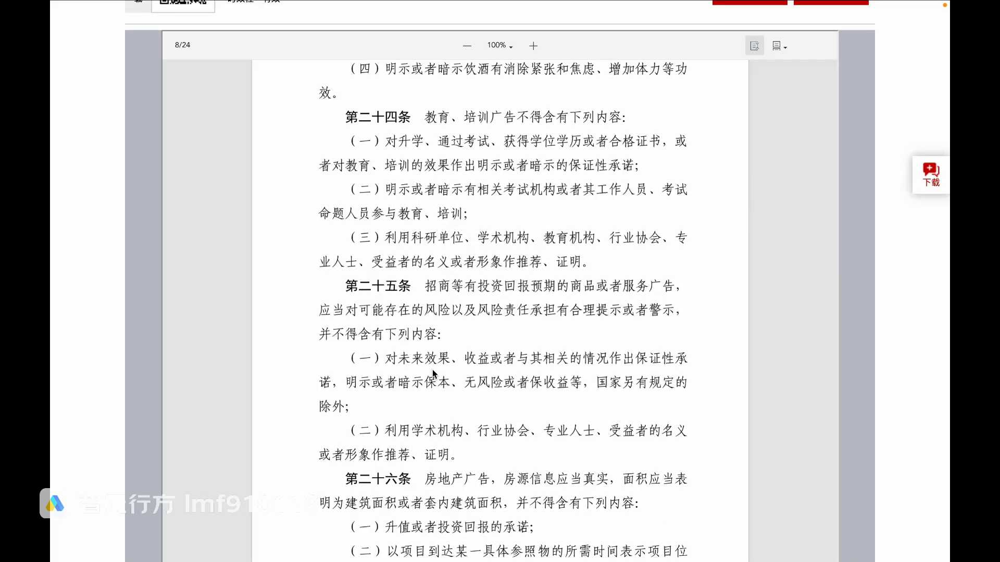 8/24
100%
（四）明示或者暗示饮酒有消除紧张和焦虑、增加体力等功
效。
第二十四条 教育、培训广告不得含有下列内容：
（一）对升学、通过考试、获得学位学历或者合格证书，或
者对教育、培训的效果作出明示或者暗示的保证性承诺；
（二）明示或者暗示有相关考试机构或者其工作人员、考试
命题人员参与教育、培训；
（三）利用科研单位、学术机构、教育机构、行业协会、专
业人士、受益者的名义或者形象作推荐、证明。
第二十五条 招商等有投资回报预期的商品或者服务广告，
应当对可能存在的风险以及风险责任承担有合理提示或者警示，
并不得含有下列内容：
（一）对未来效果、收益或者与其相关的情况作出保证性承
诺，明示或者暗示保本、无风险或者保收益等，国家另有规定的
除外；
（二）利用学术机构、行业协会、专业人士、受益者的名义
或者形象作推荐、证明。
第二十六条 房地产广告，房源信息应当真实，面积应当表
明为建筑面积或者套内建筑面积，并不得含有下列内容：
（一）升值或者投资回报的承诺；
（二）以项目到达某一具体参照物的所需时间表示项目位
下载
行方 lmf91